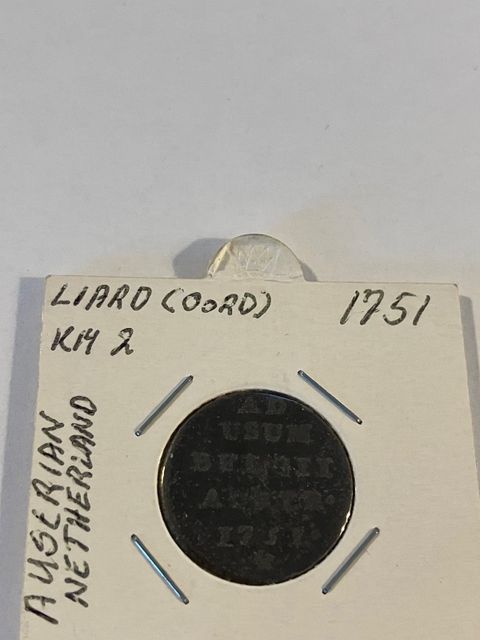 LIARD (OORD) 1751
KM 2
AUSERIAN
NETHERLAND
AD
USUM
BELGII
AUSTR·
1751·